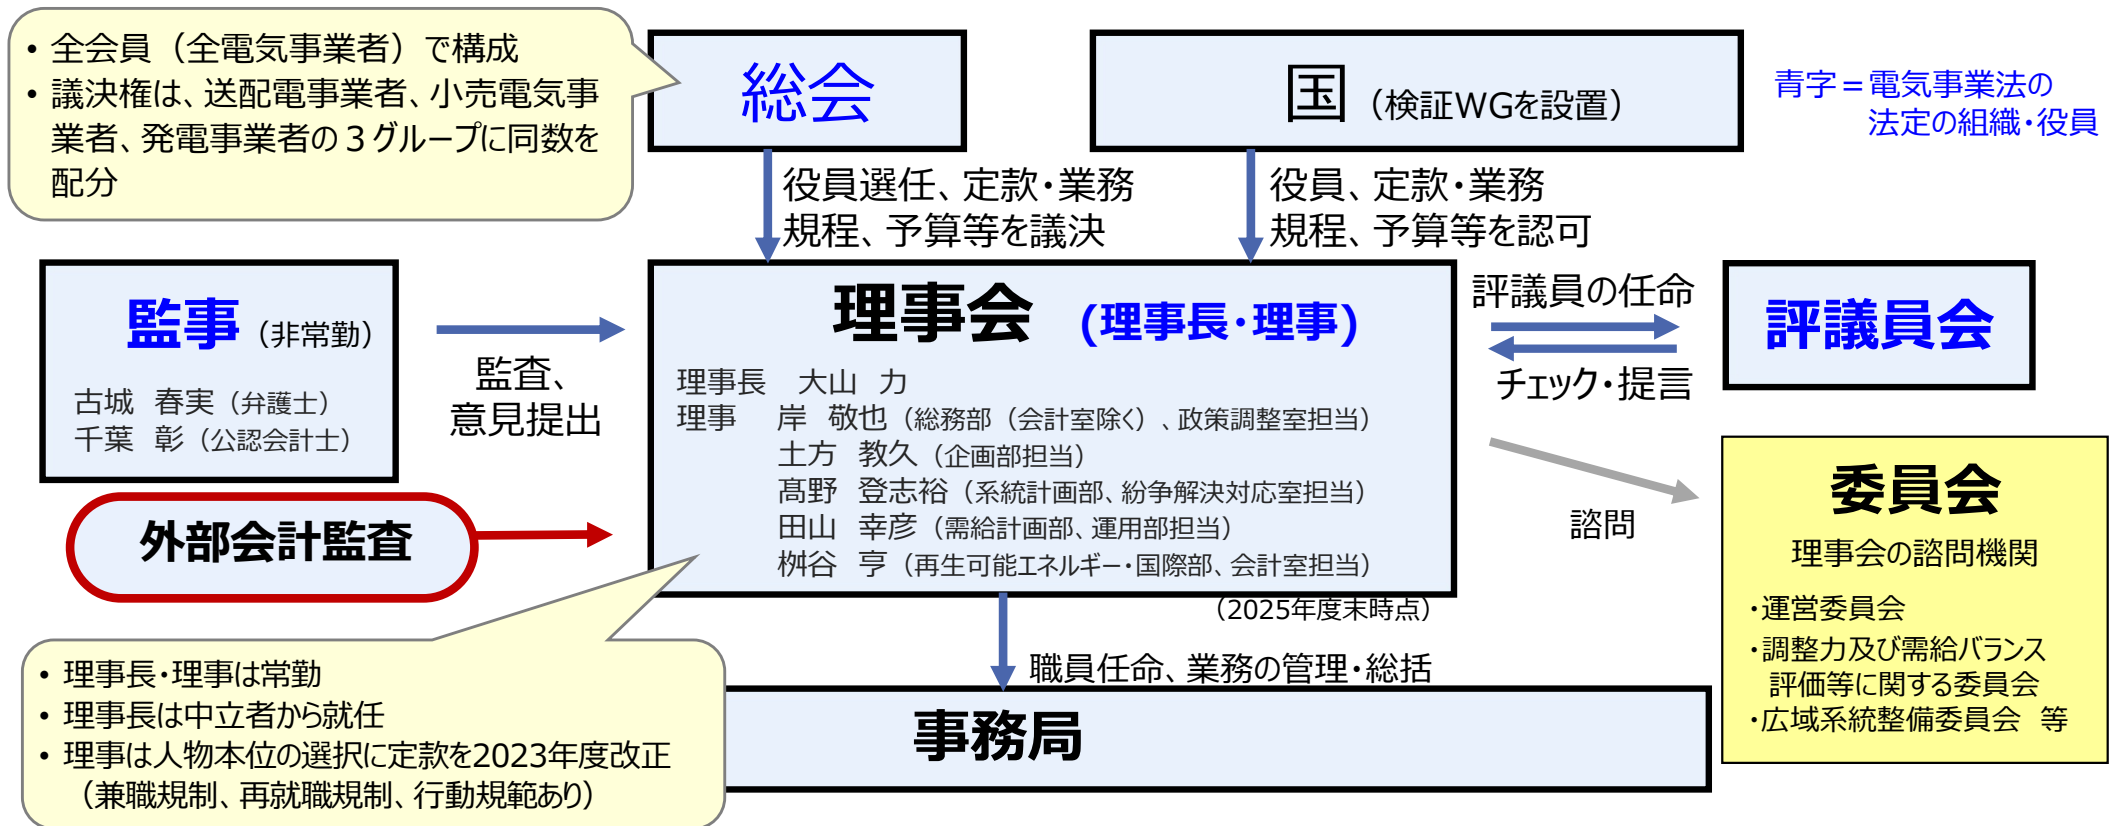 • 全会員（全電気事業者）で構成
• 議決権は、送配電事業者、小売電気事
業者、発電事業者の３グループに同数を
配分
総会
国（検証WGを設置）
青字＝電気事業法の
法定の組織・役員
役員選任、定款・業務
規程、予算等を議決
役員、定款・業務
規程、予算等を認可
監事（非常勤）
古城 春実（弁護士）
千葉 彰（公認会計士）
監査、
意見提出
外部会計監査
理事会 (理事長・理事)
理事長 大山 力
理事 岸 敬也（総務部（会計室除く）、政策調整室担当）
土方 教久（企画部担当）
髙野 登志裕（系統計画部、紛争解決対応室担当）
田山 幸彦（需給計画部、運用部担当）
桝谷 亨（再生可能エネルギー・国際部、会計室担当）
（2025年度末時点）
評議員の任命
チェック・提言
評議員会
諮問
委員会
理事会の諮問機関
・運営委員会
・調整力及び需給バランス
評価等に関する委員会
・広域系統整備委員会 等
職員任命、業務の管理・総括
事務局
• 理事長・理事は常勤
• 理事長は中立者から就任
• 理事は人物本位の選択に定款を2023年度改正
（兼職規制、再就職規制、行動規範あり）